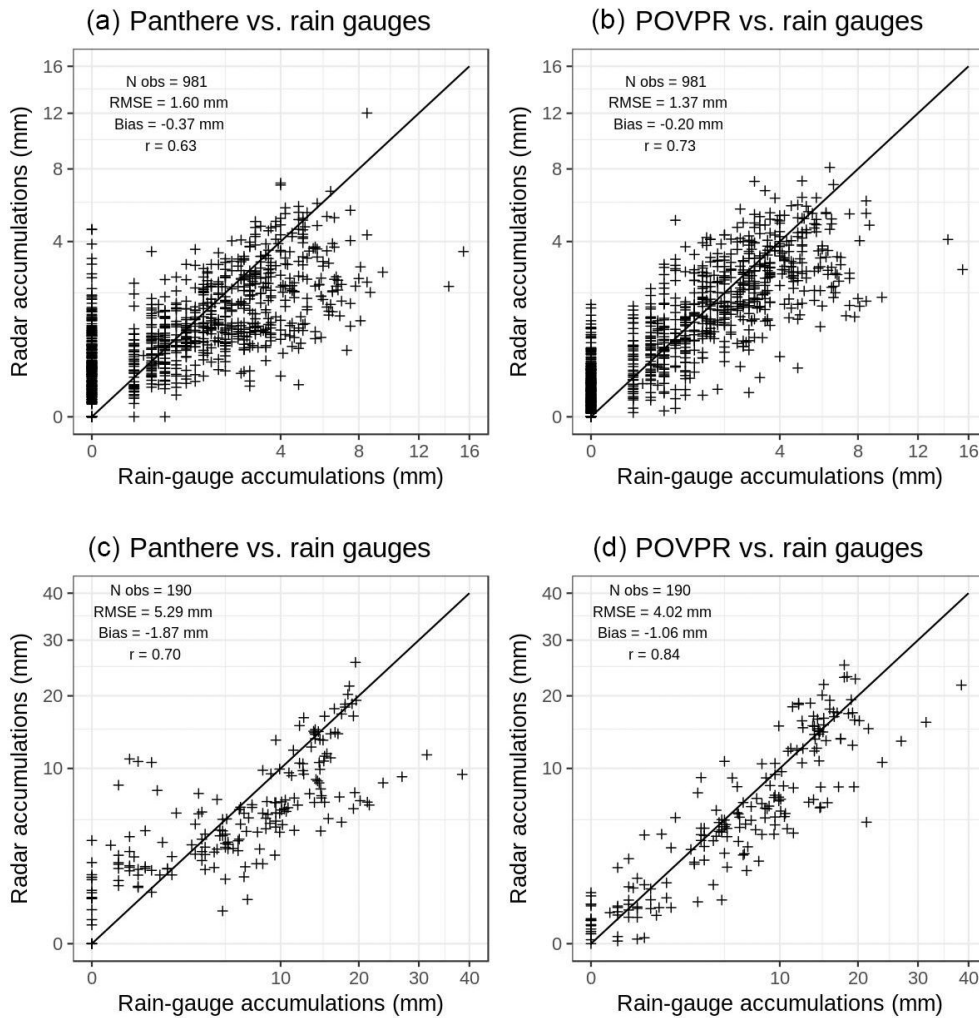 (a) Panthere vs. rain gauges
N obs = 981
RMSE = 1.60 mm
Bias = -0.37 mm
r = 0.63
Radar accumulations (mm)
16
12
8
4
0
0 4 8 12 16
Rain-gauge accumulations (mm)
(b) POVPR vs. rain gauges
N obs = 981
RMSE = 1.37 mm
Bias = -0.20 mm
r = 0.73
Radar accumulations (mm)
16
12
8
4
0
0 4 8 12 16
Rain-gauge accumulations (mm)
(c) Panthere vs. rain gauges
N obs = 190
RMSE = 5.29 mm
Bias = -1.87 mm
r = 0.70
Radar accumulations (mm)
40
30
20
10
0
0 10 20 30 40
Rain-gauge accumulations (mm)
(d) POVPR vs. rain gauges
N obs = 190
RMSE = 4.02 mm
Bias = -1.06 mm
r = 0.84
Radar accumulations (mm)
40
30
20
10
0
0 10 20 30 40
Rain-gauge accumulations (mm)